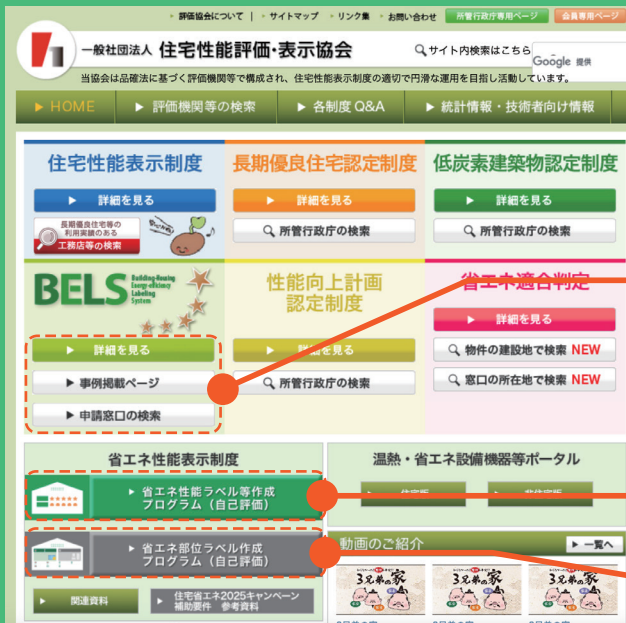 評価協会について | ・ サイトマップ ・ リンク集 ・ お問い合わせ 所管行政庁専用ページ 会員専用ページ
一般社団法人 住宅性能評価・表示協会
サイト内検索はこちら
Google 提供
当協会は品確法に基づく評価機関等で構成され、住宅性能表示制度の適切で円滑な運用を目指し活動しています。
▶ HOME ▶ 評価機関等の検索 ▶ 各制度 Q&A ▶ 統計情報・技術者向け情報
住宅性能表示制度
▶ 詳細を見る
長期優良住宅等の
利用実績のある
工務店等の検索
長期優良住宅認定制度
▶ 詳細を見る
所管行政庁の検索
低炭素建築物認定制度
▶ 詳細を見る
所管行政庁の検索
BELS
Building-Housing
Energy-efficiency
Labeling
System
▶ 詳細を見る
▶ 事例掲載ページ
▶ 申請窓口の検索
性能向上計画
認定制度
▶ 詳細を見る
所管行政庁の検索
省エネ適合判定
▶ 詳細を見る
物件の建設地で検索 NEW
窓口の所在地で検索 NEW
省エネ性能表示制度
▶ 省エネ性能ラベル等作成
プログラム（自己評価）
▶ 省エネ部位ラベル作成
プログラム（自己評価）
▶ 関連資料
▶ 住宅省エネ2025キャンペーン
補助要件 参考資料
温熱・省エネ設備機器等ポータル
▶ 住宅版 ▶ 非住宅版
動画のご紹介
▶ 一覧へ
3兄弟の家
3兄弟の家
3兄弟の家